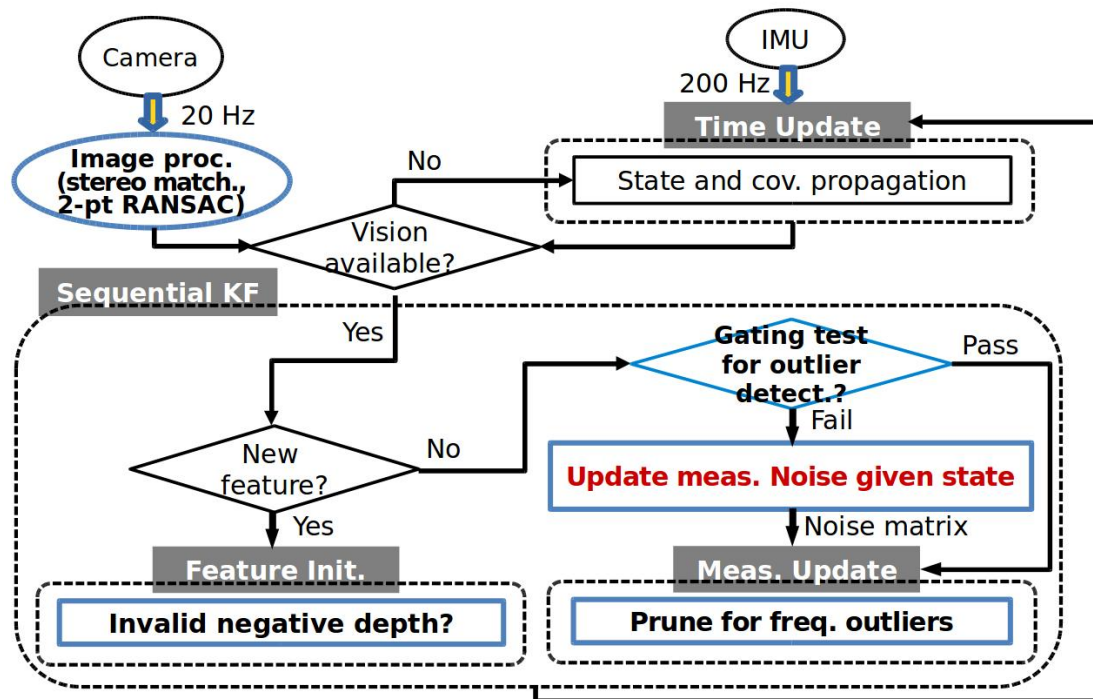 Camera
IMU
20 Hz
200 Hz
Time Update
Image proc.
(stereo match.,
2-pt RANSAC)
No
State and cov. propagation
Vision
available?
Sequential KF
Yes
Gating test
for outlier
detect.?
Pass
Fail
New
feature?
No
Update meas. Noise given state
Yes
Noise matrix
Feature Init.
Meas. Update
Invalid negative depth?
Prune for freq. outliers